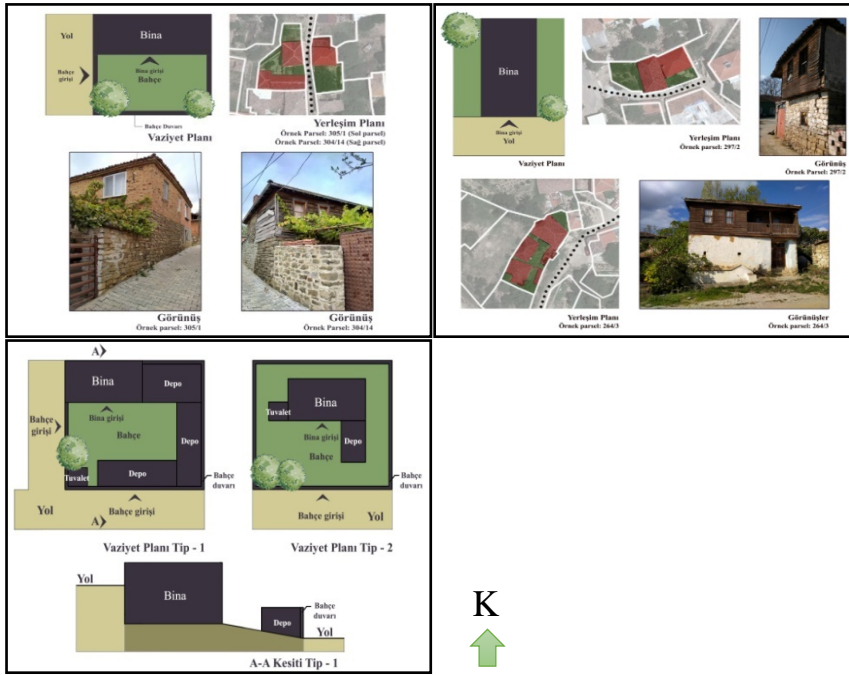 Yol
Bina
Bahçe
girişi
Bina girişi
Bahçe
Bahçe Duvarı
Vaziyet Planı
Yerleşim Planı
Örnek Parsel: 305/1 (Sol parsel)
Örnek Parsel: 304/14 (Sağ parsel)
Görünüş
Örnek parsel: 305/1
Görünüş
Örnek parsel: 304/14
Bina
Bina girişi
Yol
Vaziyet Planı
Yerleşim Planı
Örnek parsel: 297/2
Görünüş
Örnek Parsel: 297/2
Yerleşim Planı
Örnek parsel: 264/3
Görünüşler
Örnek parsel: 264/3
A
Bina
Depo
Bahçe
girişi
Bina girişi
Bahçe
Depo
Depo
Tuvalet
Bahçe
duvarı
Yol
A
Bahçe girişi
Vaziyet Planı Tip - 1
Bina
Tuvalet
Bina girişi
Depo
Bahçe
Bahçe
duvarı
Bahçe girişi
Yol
Vaziyet Planı Tip - 2
Yol
Bina
Bahçe
duvarı
Depo
Yol
A-A Kesiti Tip - 1
K